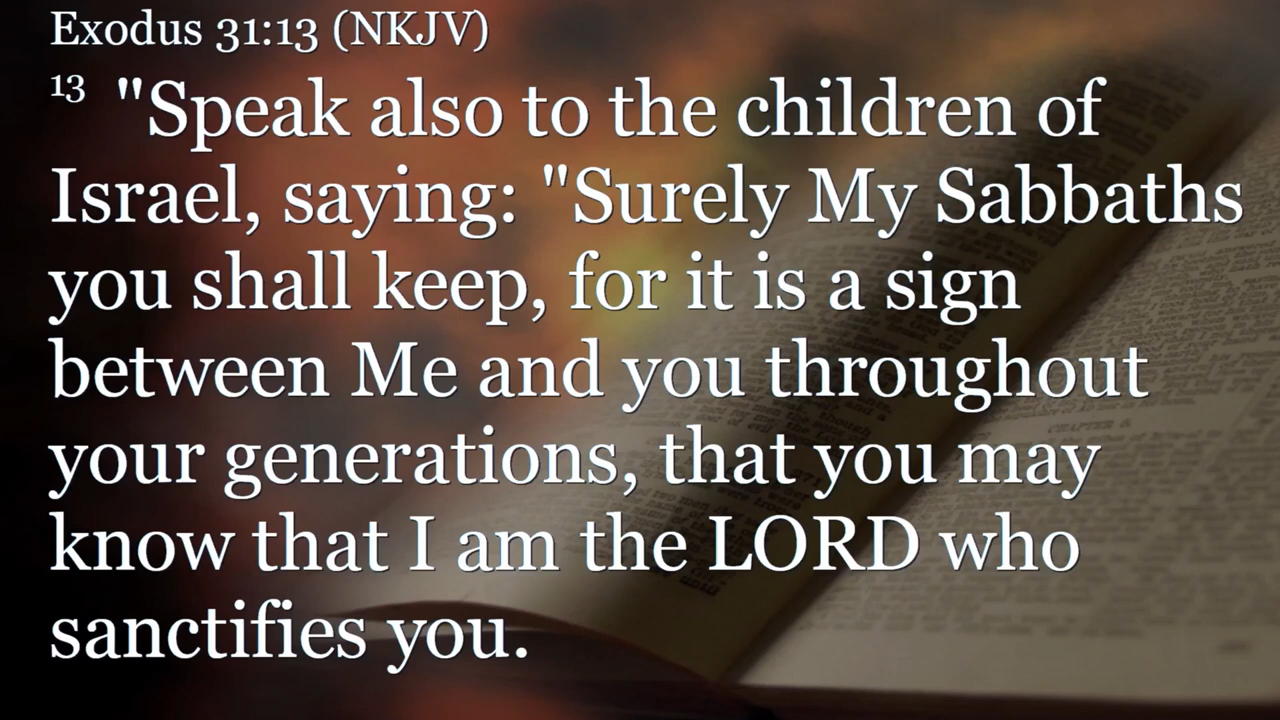 Exodus 31:13 (NKJV)
13 "Speak also to the children of
Israel, saying: "Surely My Sabbaths
you shall keep, for it is a sign
between Me and you throughout
your generations, that you may
know that I am the LORD who
sanctifies you.